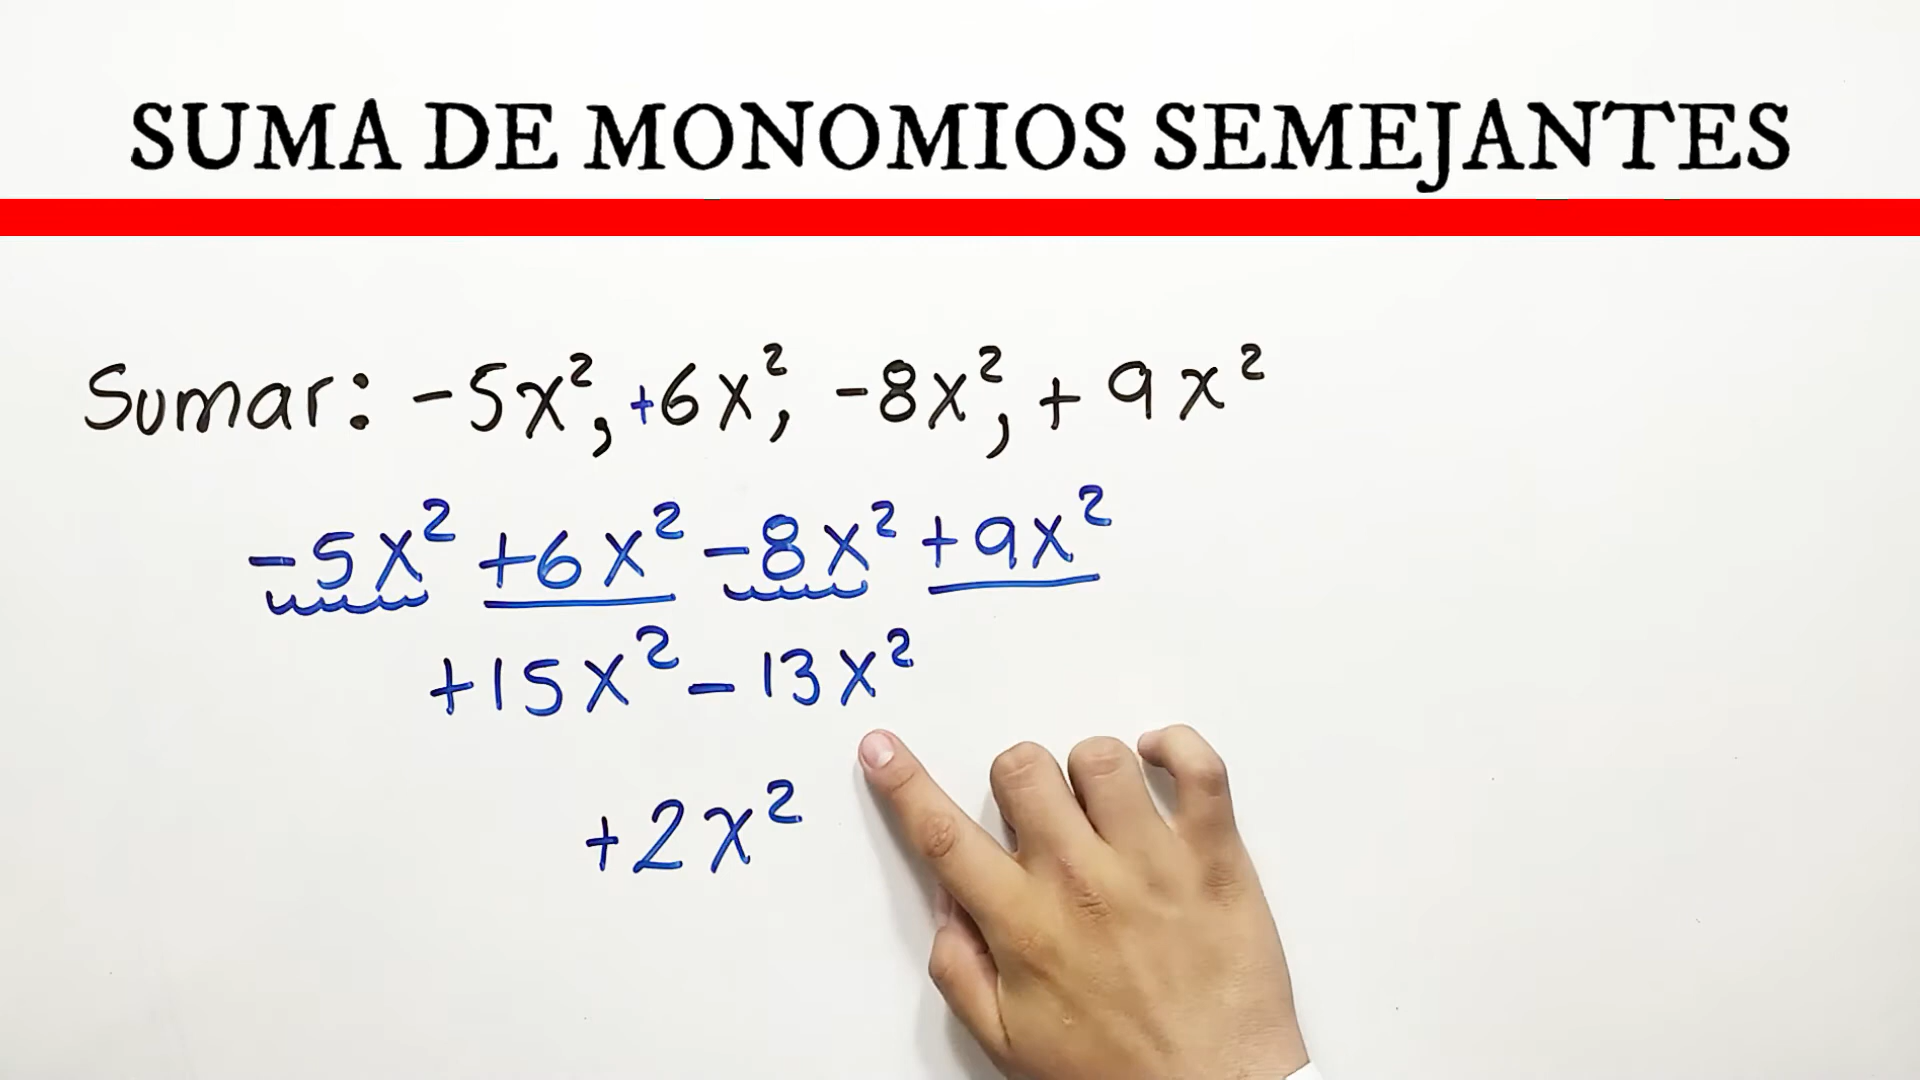 SUMA DE MONOMIOS SEMEJANTES
Sumar: -5x², +6x², -8x², + 9x²
-5x² +6x² -8x² +9x²
+15x² - 13x²
+2x²